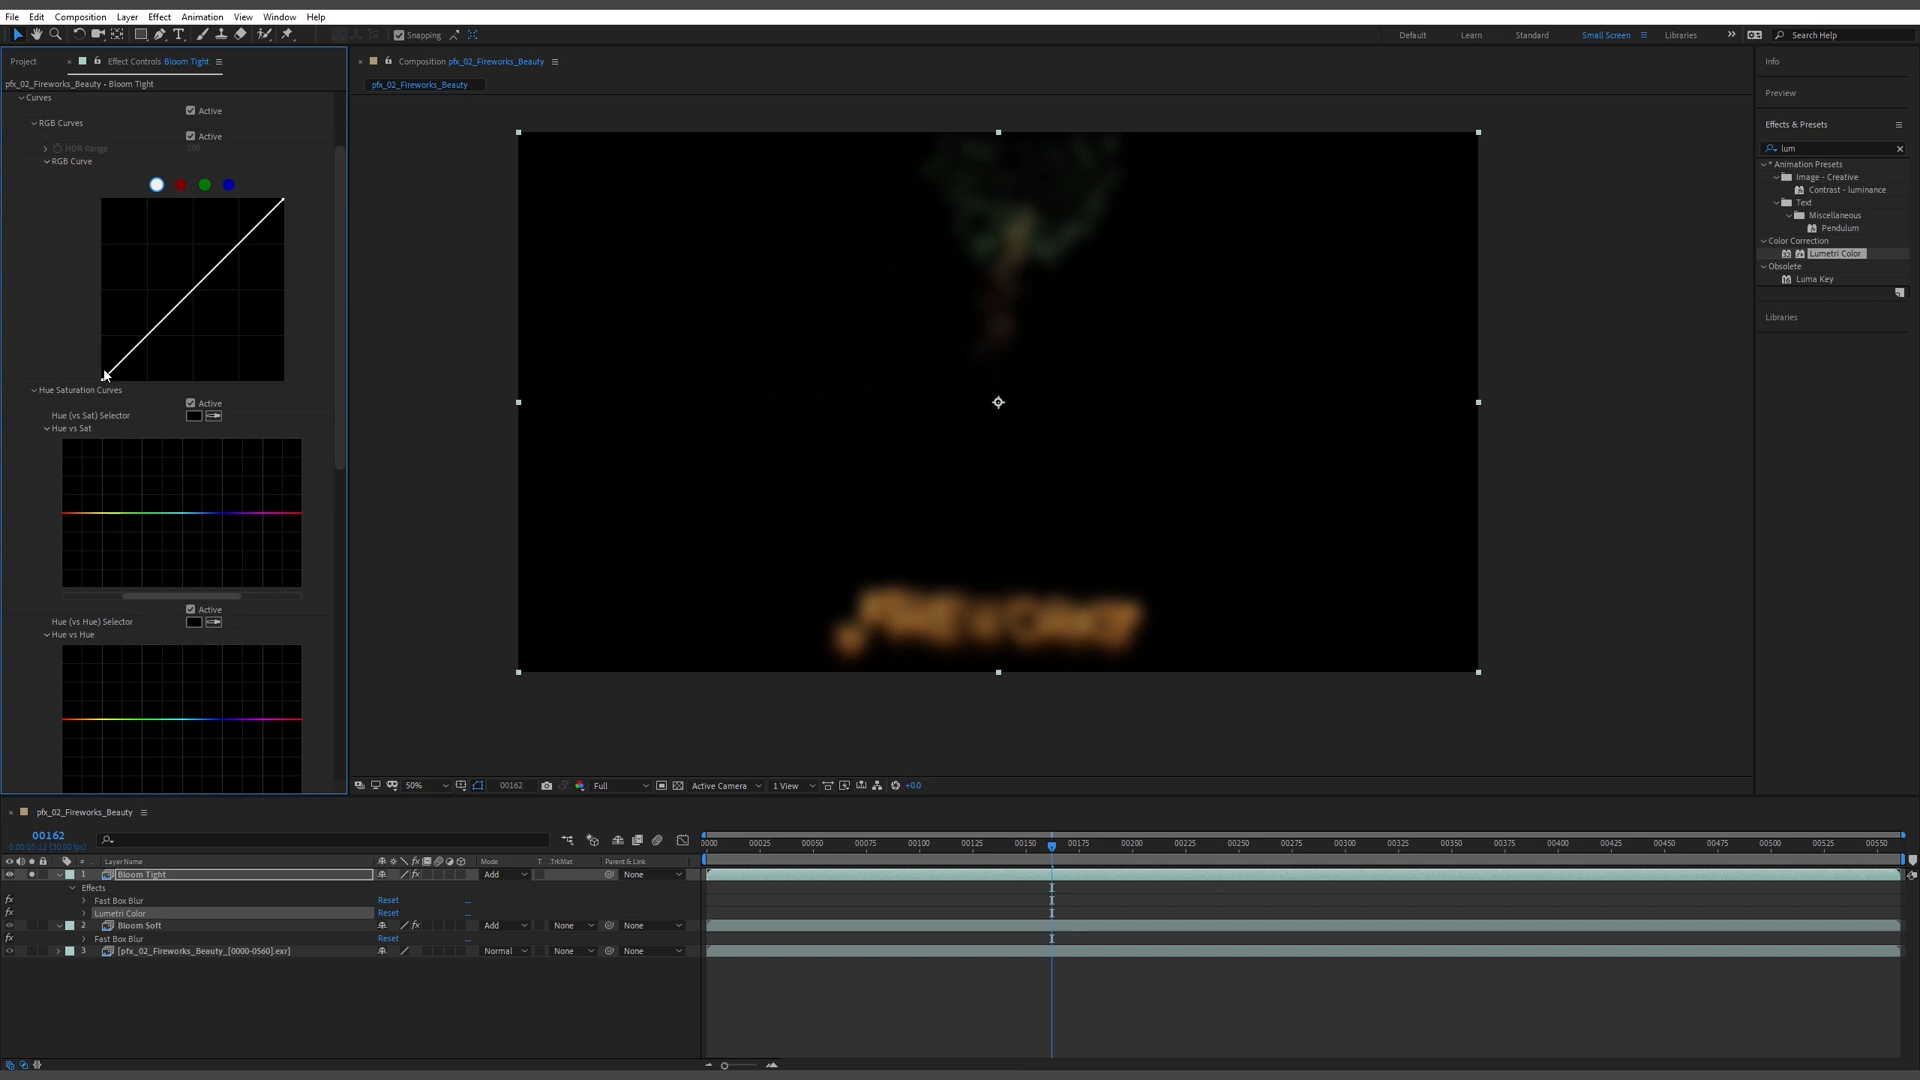 File Edit Composition Layer Effect Animation View Window Help
Snapping Default Learn Standard Small Screen Libraries Search Help
Project Effect Controls Bloom Tight
pfx_02_Fireworks_Beauty - Bloom Tight
Curves
Active
RGB Curves
Active
HDR Range 100
RGB Curve
Hue Saturation Curves
Active
Hue (vs Sat) Selector
Hue vs Sat
Active
Hue (vs Hue) Selector
Hue vs Hue
Composition pfx_02_Fireworks_Beauty
pfx_02_Fireworks_Beauty
FIREWORKS
50% 00162 Full Active Camera 1 View +0.0
Info
Preview
Effects & Presets
lum
* Animation Presets
Image - Creative
Contrast - luminance
Text
Miscellaneous
Pendulum
Color Correction
Lumetri Color
Obsolete
Luma Key
Libraries
pfx_02_Fireworks_Beauty
00162
0:00:05:12 (30.00 fps)
# Layer Name Mode T .TrkMat Parent & Link
1 Bloom Tight Add None
Effects
Fast Box Blur Reset
Lumetri Color Reset
2 Bloom Soft Add None None
Fast Box Blur Reset
3 [pfx_02_Fireworks_Beauty_[0000-0560].exr] Normal None None
0000 00025 00050 00075 00100 00125 00150 00175 00200 00225 00250 00275 00300 00325 00350 00375 00400 00425 00450 00475 00500 00525 00550